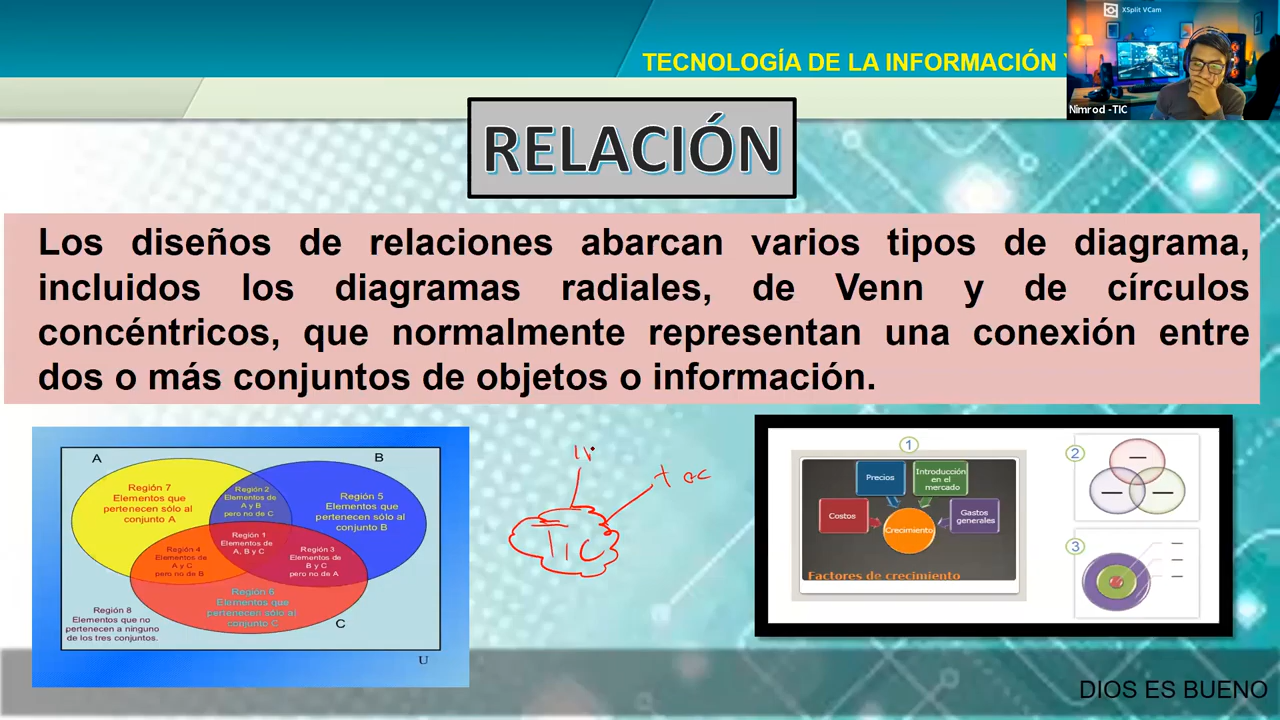 XSplit VCam
TECNOLOGÍA DE LA INFORMACIÓN
Nimrod -TIC
RELACIÓN
Los diseños de relaciones abarcan varios tipos de diagrama,
incluidos los diagramas radiales, de Venn y de círculos
concéntricos, que normalmente representan una conexión entre
dos o más conjuntos de objetos o información.
A
B
Región 7
Elementos que
pertenecen sólo al
conjunto A
Región 2
Elementos de
A y B
pero no de C
Región 5
Elementos que
pertenecen sólo al
conjunto B
Región 1
Elementos de
A, B y C
Región 4
Elementos de
A y C
pero no de B
Región 3
Elementos de
B y C
pero no de A
Región 6
Elementos que
pertenecen sólo al
conjunto C
Región 8
Elementos que no
pertenecen a ninguno
de los tres conjuntos.
C
U
TIC
1
Precios
Introducción
en el
mercado
Costos
Gastos
generales
Crecimiento
Factores de crecimiento
2
3
DIOS ES BUENO